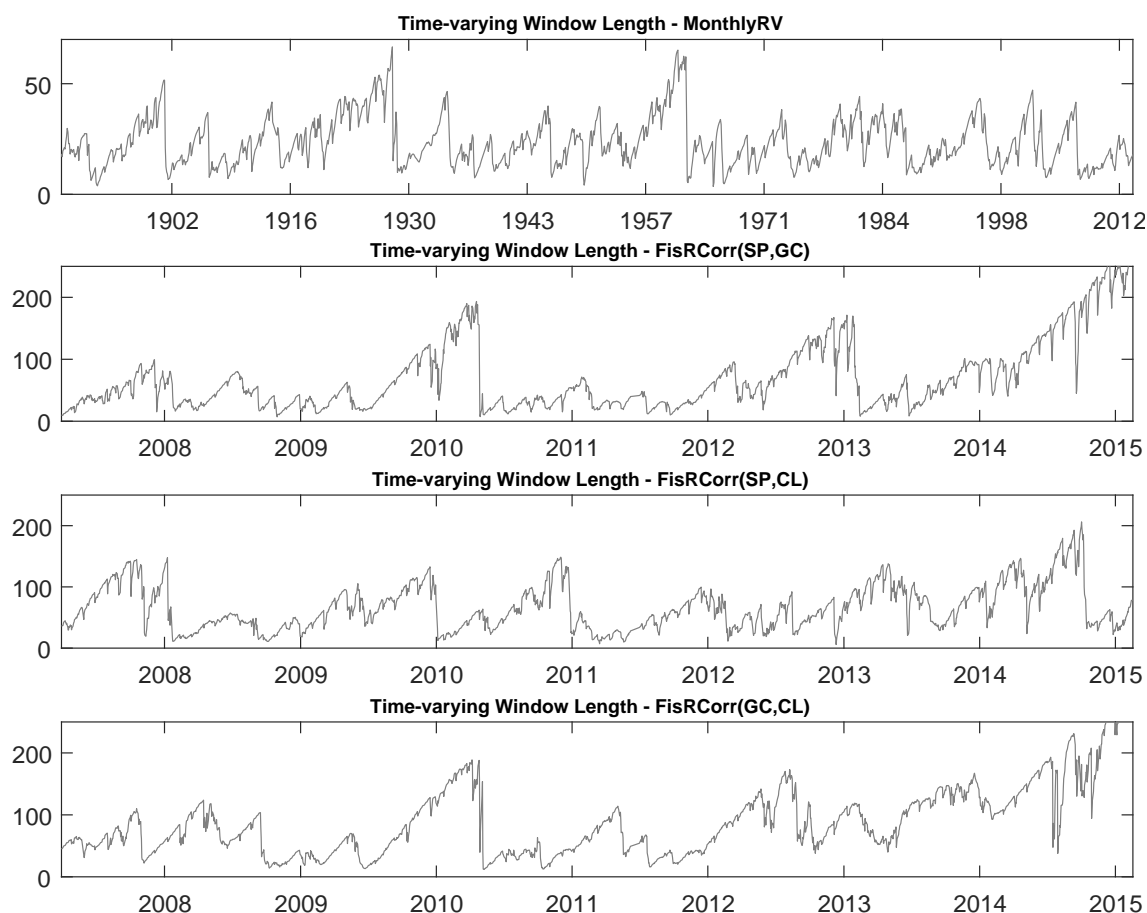 Time-varying Window Length - MonthlyRV
50
0
1902 1916 1930 1943 1957 1971 1984 1998 2012
Time-varying Window Length - FisRCorr(SP,GC)
200
100
0
2008 2009 2010 2011 2012 2013 2014 2015
Time-varying Window Length - FisRCorr(SP,CL)
200
100
0
2008 2009 2010 2011 2012 2013 2014 2015
Time-varying Window Length - FisRCorr(GC,CL)
200
100
0
2008 2009 2010 2011 2012 2013 2014 2015